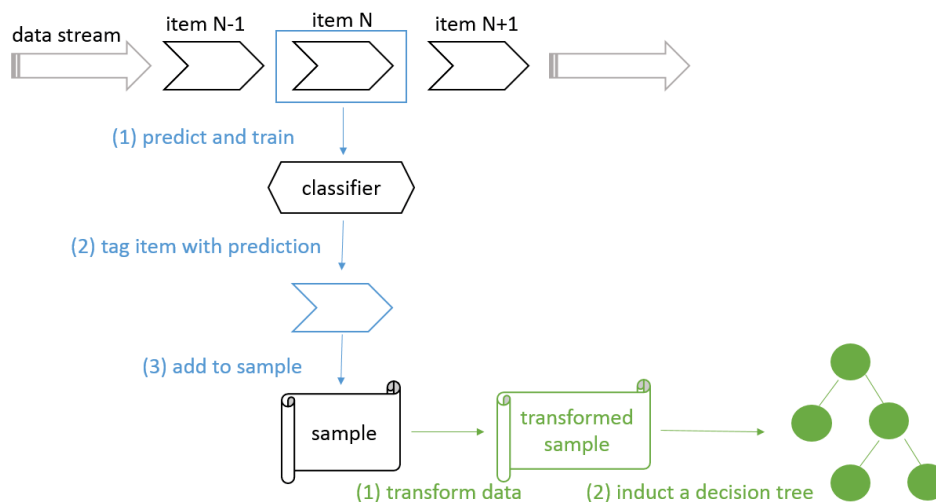 data stream
item N-1
item N
item N+1
(1) predict and train
classifier
(2) tag item with prediction
(3) add to sample
sample
transformed
sample
(1) transform data
(2) induct a decision tree